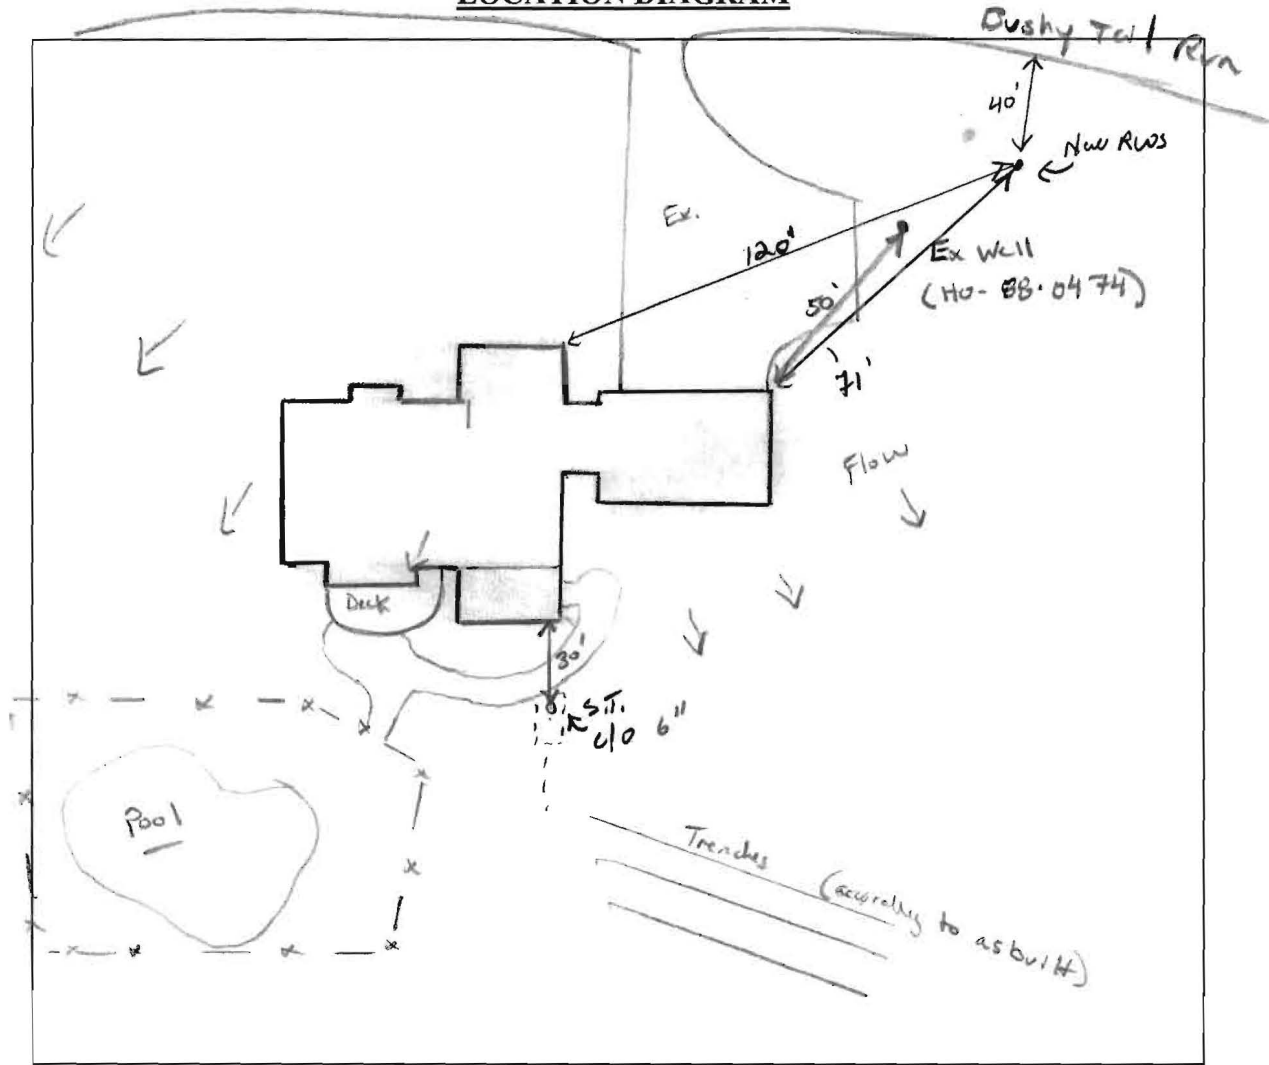 LOCATION DIAGRAM
Bushy Tail Run
40'
New RWS
Ex.
120'
Ex Well
(HO-88-0474)
50'
71'
Flow
Deck
30'
S.T.
c/o 6"
Pool
Trenches (according to as built)